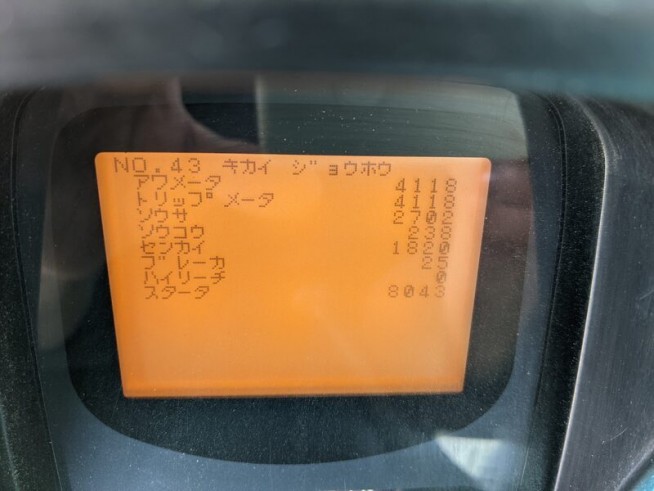 NO.43 キカイ ジョウホウ
アワメータ 4118
トリップメータ 4118
ソウサ 2702
ソウコウ 238
センカイ 1820
ブレーカ 25
ハイリーチ 0
スタータ 8043